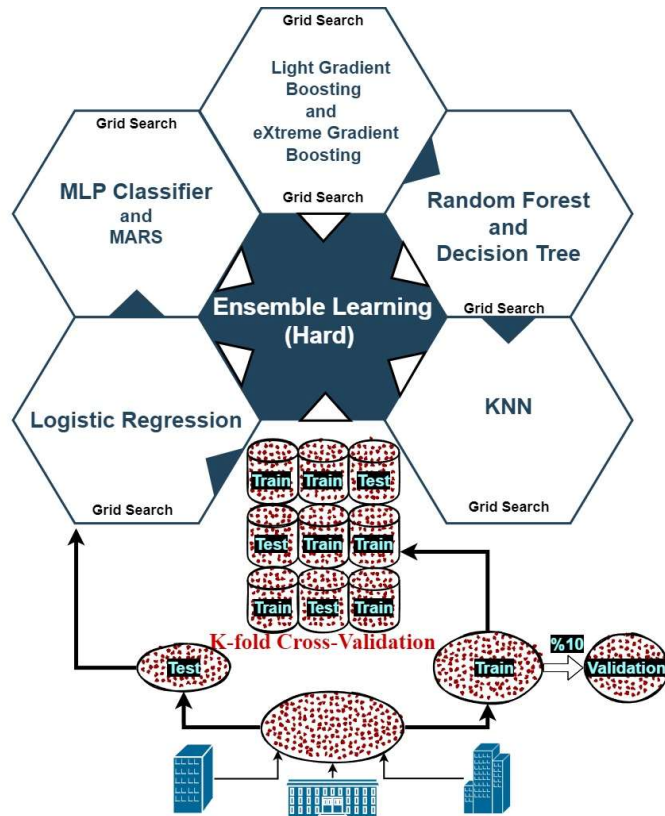 Grid Search
Light Gradient
Boosting
and
eXtreme Gradient
Boosting
Grid Search
Grid Search
MLP Classifier
and
MARS
Random Forest
and
Decision Tree
Grid Search
Ensemble Learning
(Hard)
Logistic Regression
Grid Search
KNN
Grid Search
Train Train Test
Test Train Train
Train Test Train
K-fold Cross-Validation
Test
Train
%10
Validation